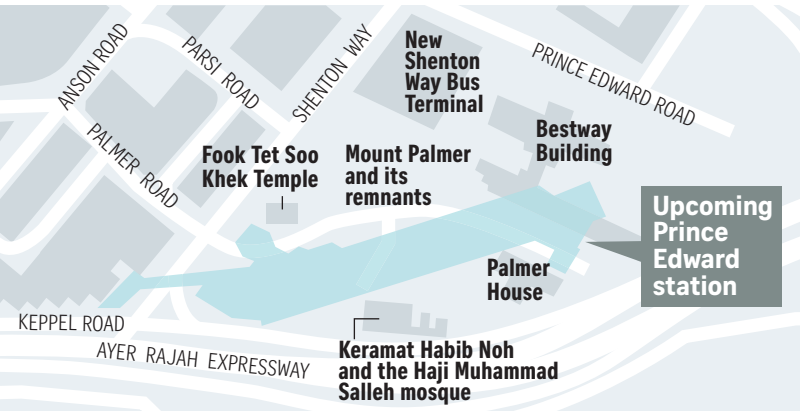 ANSON ROAD
PARSI ROAD
SHENTON WAY
New
Shenton
Way Bus
Terminal
PRINCE EDWARD ROAD
PALMER ROAD
Fook Tet Soo
Khek Temple
Mount Palmer
and its
remnants
Bestway
Building
Upcoming
Prince
Edward
station
Palmer
House
KEPPEL ROAD
AYER RAJAH EXPRESSWAY
Keramat Habib Noh
and the Haji Muhammad
Salleh mosque